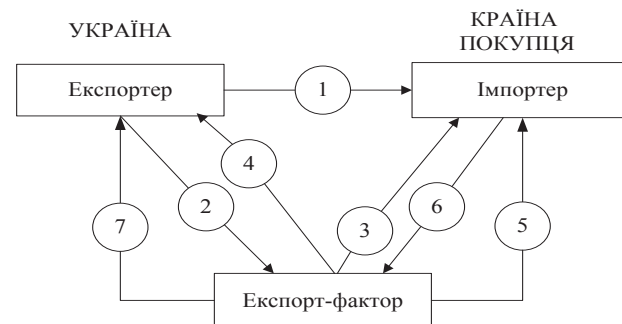 УКРАЇНА
КРАЇНА
ПОКУПЦЯ
Експортер
1
Імпортер
4
2
3
6
7
5
Експорт-фактор